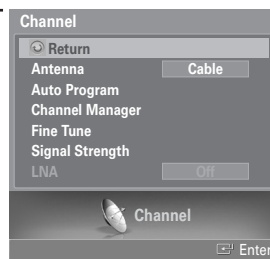 Channel
Return
Antenna Cable
Auto Program
Channel Manager
Fine Tune
Signal Strength
LNA Off
Channel
Enter